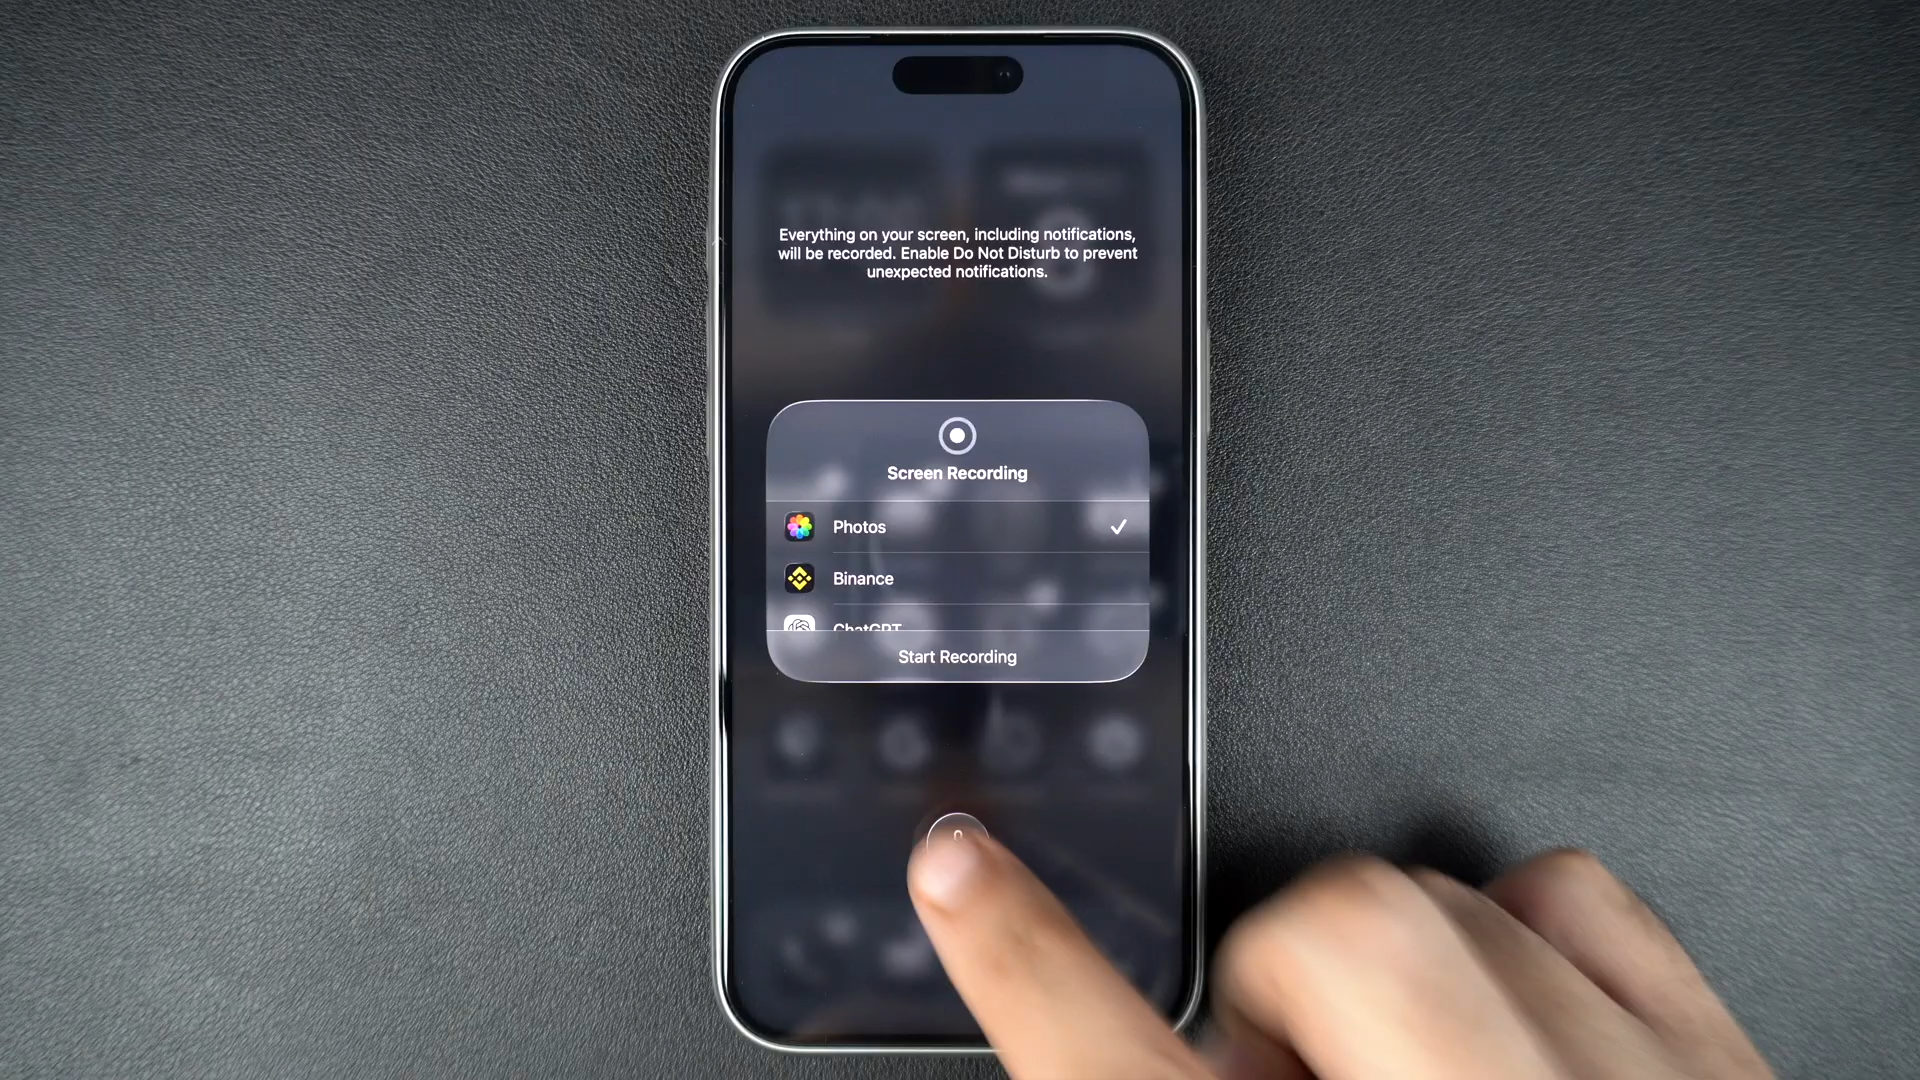 Everything on your screen, including notifications,
will be recorded. Enable Do Not Disturb to prevent
unexpected notifications.
Screen Recording
Photos
Binance
ChatGPT
Start Recording